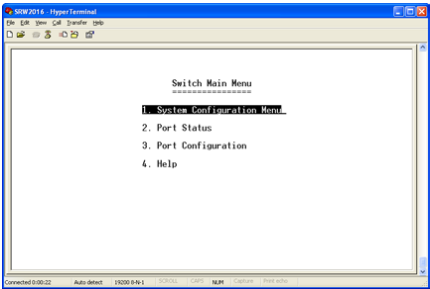 SRW2016 - HyperTerminal
File Edit View Call Transfer Help
Switch Main Menu
================
1. System Configuration Menu
2. Port Status
3. Port Configuration
4. Help
Connected 0:00:22 Auto detect 19200 8-N-1 SCROLL CAPS NUM Capture Print echo